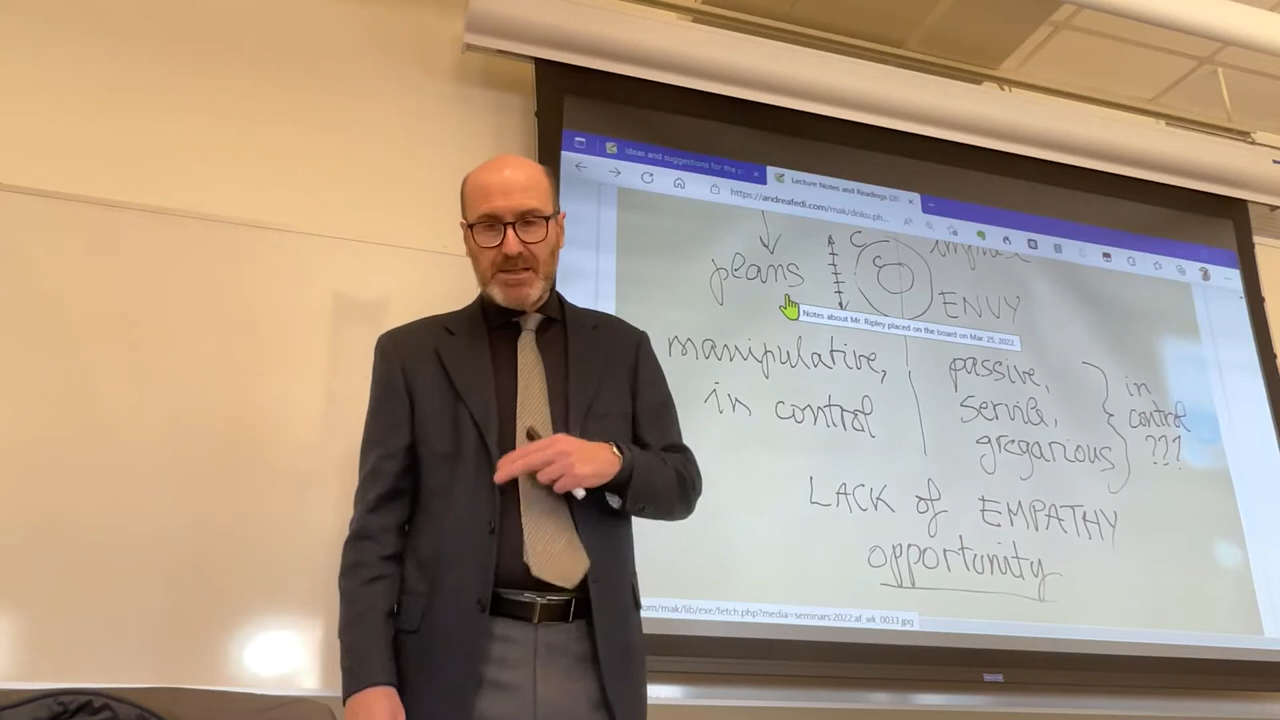 Ideas and suggestions for the
Lecture Notes and Readings
https://andreafedi.com/mak/doku.ph...
ENVY
Notes about Mr. Ripley placed on the board on Mar. 25, 2022.
manipulative,
in control
passive,
servile,
gregarious
in
control
???
LACK of EMPATHY
opportunity
om/mak/lib/exe/fetch.php?media=seminars:2022:af_wk_0033.jpg